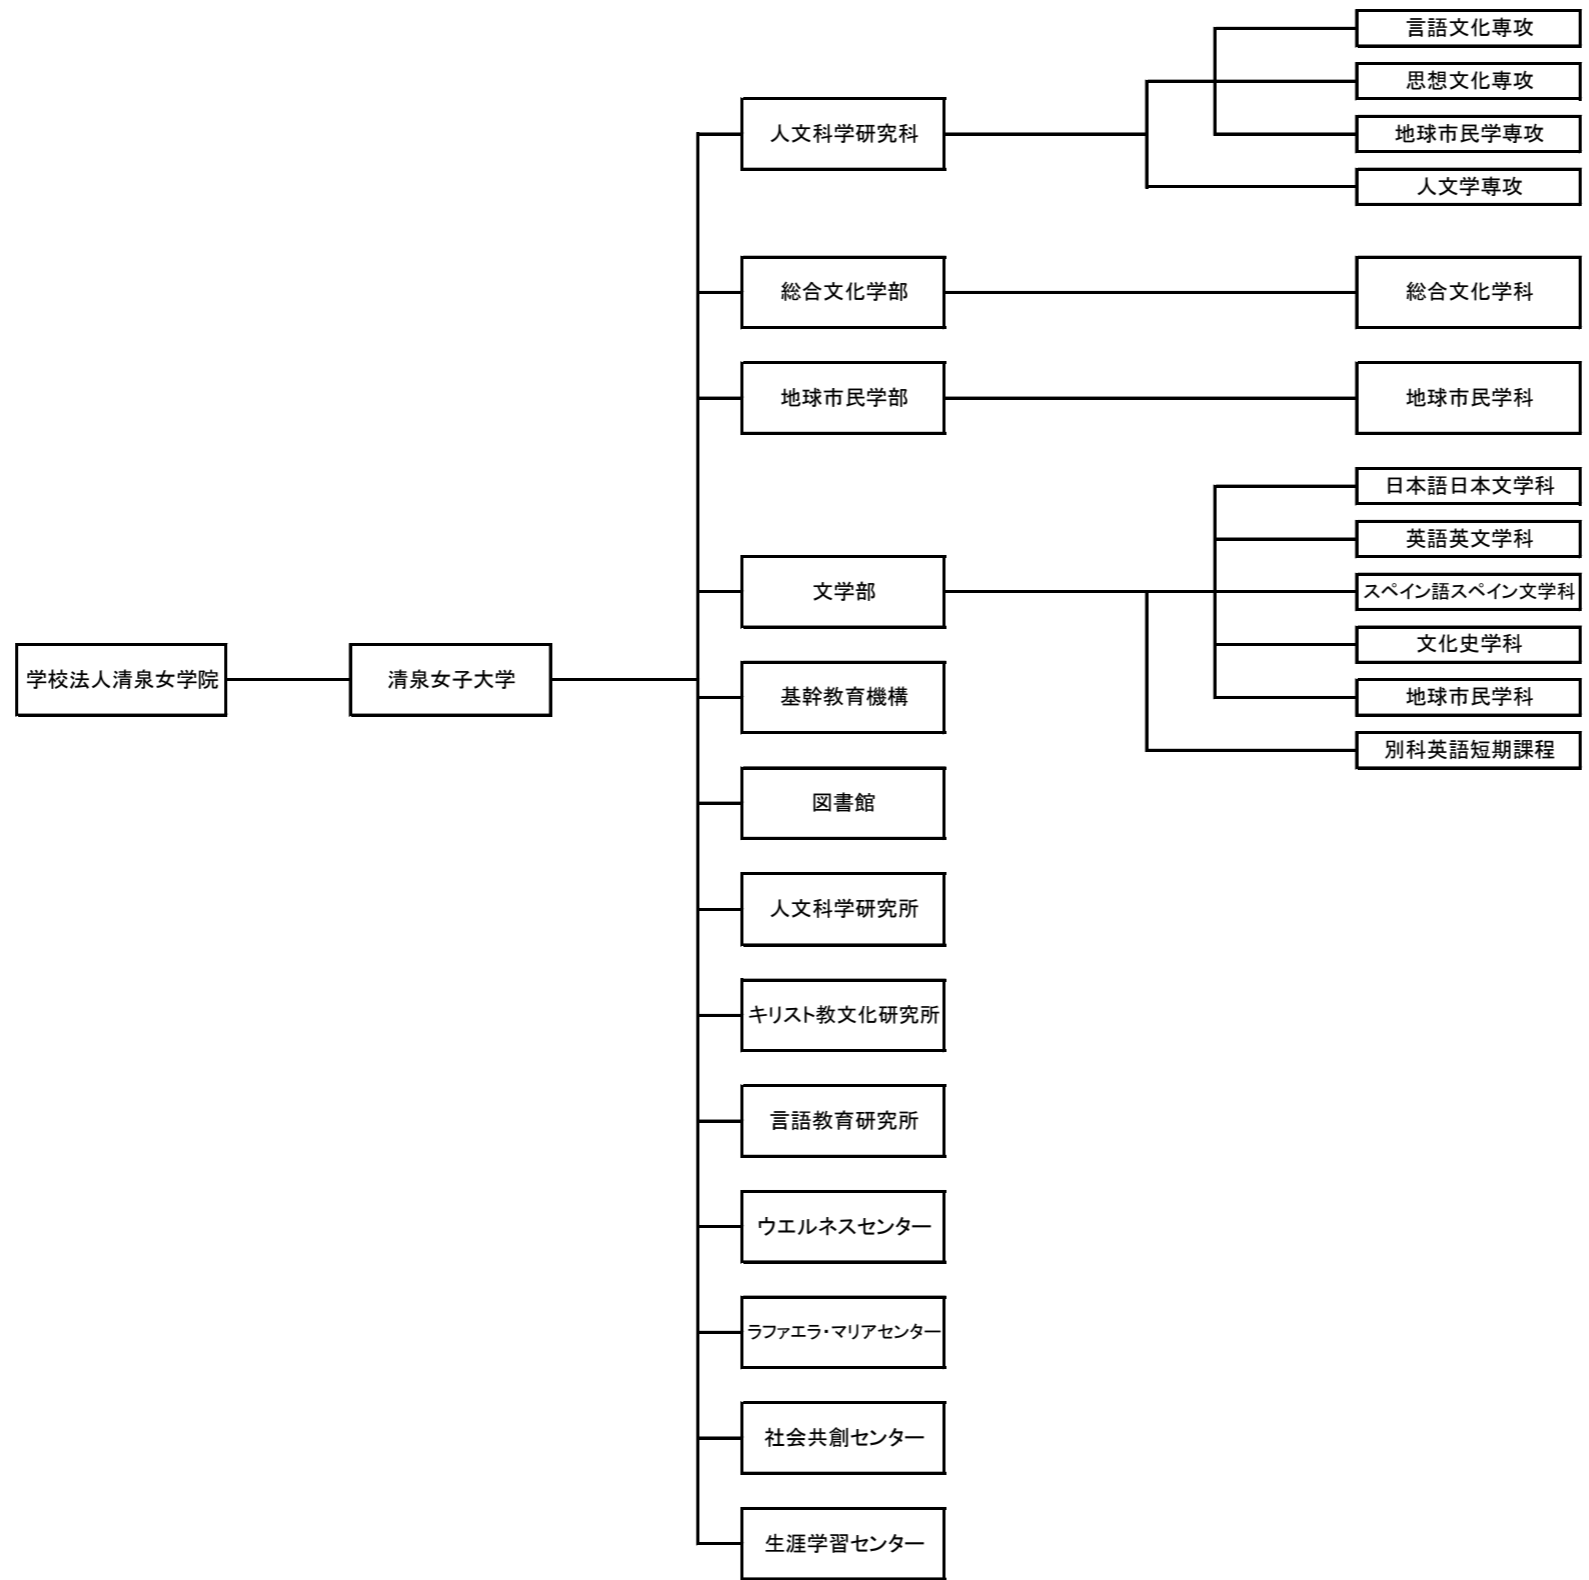 言語文化専攻
思想文化専攻
人文科学研究科
地球市民学専攻
人文学専攻
総合文化学部
総合文化学科
地球市民学部
地球市民学科
日本語日本文学科
英語英文学科
文学部
スペイン語スペイン文学科
文化史学科
学校法人清泉女学院
清泉女子大学
基幹教育機構
地球市民学科
別科英語短期課程
図書館
人文科学研究所
キリスト教文化研究所
言語教育研究所
ウエルネスセンター
ラファエラ・マリアセンター
社会共創センター
生涯学習センター